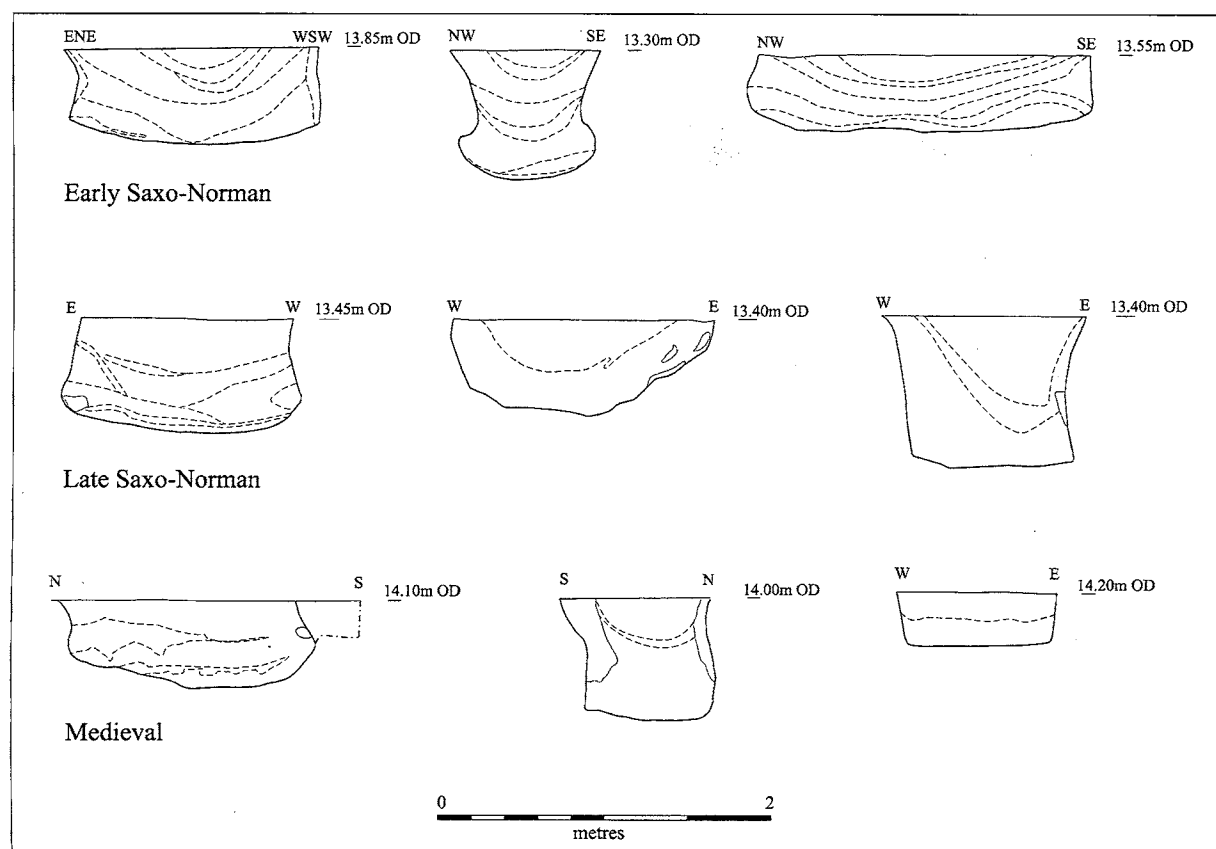 ENE WSW 13.85m OD NW SE 13.30m OD NW SE 13.55m OD
Early Saxo-Norman
E W 13.45m OD W E 13.40m OD W E 13.40m OD
Late Saxo-Norman
N S 14.10m OD S N 14.00m OD W E 14.20m OD
Medieval
0 2
metres